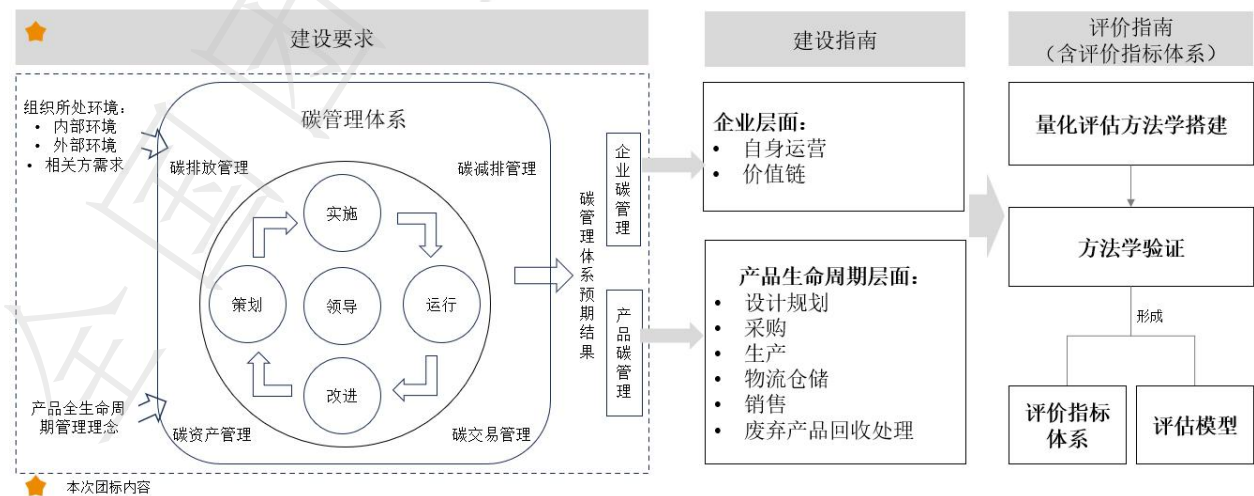 建设要求
组织所处环境：
• 内部环境
• 外部环境
• 相关方需求
产品全生命周
期管理理念
碳管理体系
碳排放管理
碳减排管理
实施
策划
领导
运行
改进
碳资产管理
碳交易管理
碳管理体系预期结果
企业碳管理
产品碳管理
建设指南
企业层面：
• 自身运营
• 价值链
产品生命周期层面：
• 设计规划
• 采购
• 生产
• 物流仓储
• 销售
• 废弃产品回收处理
评价指南
（含评价指标体系）
量化评估方法学搭建
方法学验证
形成
评价指标
体系
评估模型
本次团标内容
全国